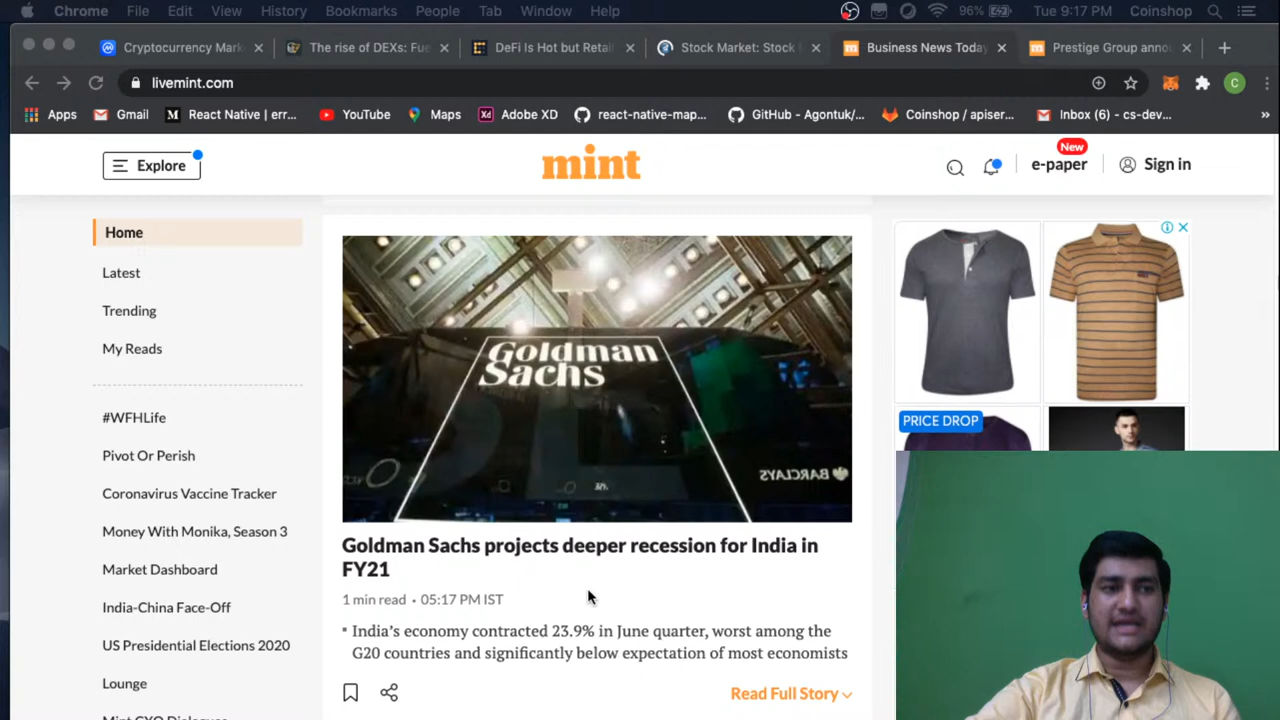 Chrome File Edit View History Bookmarks People Tab Window Help 96% Tue 9:17 PM Coinshop
Cryptocurrency Mark The rise of DEXs: Fue DeFi Is Hot but Retai Stock Market: Stock Business News Today Prestige Group anno
livemint.com C
Apps Gmail React Native | err... YouTube Maps Adobe XD react-native-map... GitHub - Agontuk/... Coinshop / apiser... Inbox (6) - cs-dev... »
Explore
mint
New
e-paper
Sign in
Home
Latest
Trending
My Reads
#WFHLife
Pivot Or Perish
Coronavirus Vaccine Tracker
Money With Monika, Season 3
Market Dashboard
India-China Face-Off
US Presidential Elections 2020
Lounge
Goldman
Sachs
BARCLAYS
Goldman Sachs projects deeper recession for India in
FY21
1 min read • 05:17 PM IST
India's economy contracted 23.9% in June quarter, worst among the
G20 countries and significantly below expectation of most economists
Read Full Story
PRICE DROP